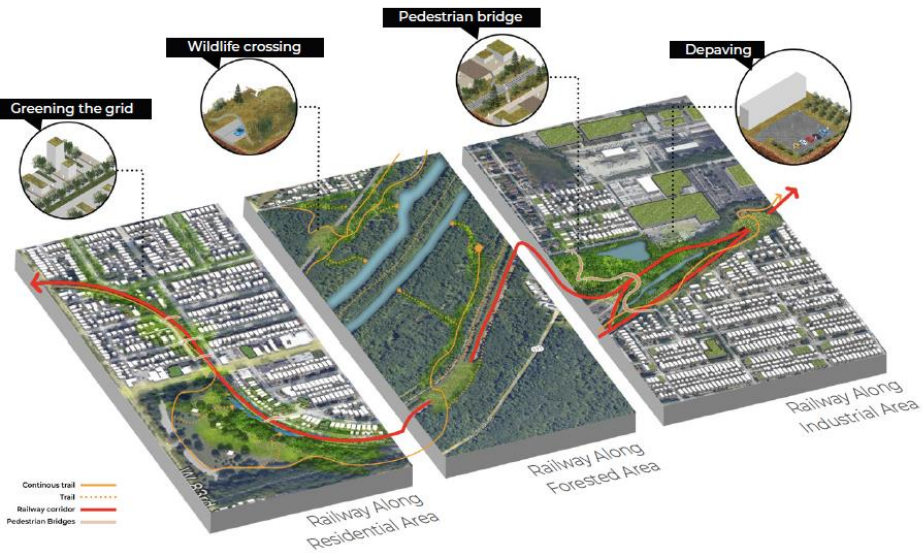 Pedestrian bridge
Wildlife crossing
Depaving
Greening the grid
Railway Along
Industrial Area
Railway Along
Forested Area
Railway Along
Residential Area
Continous trail
Trail
Railway corridor
Pedestrian Bridges
W 83rd